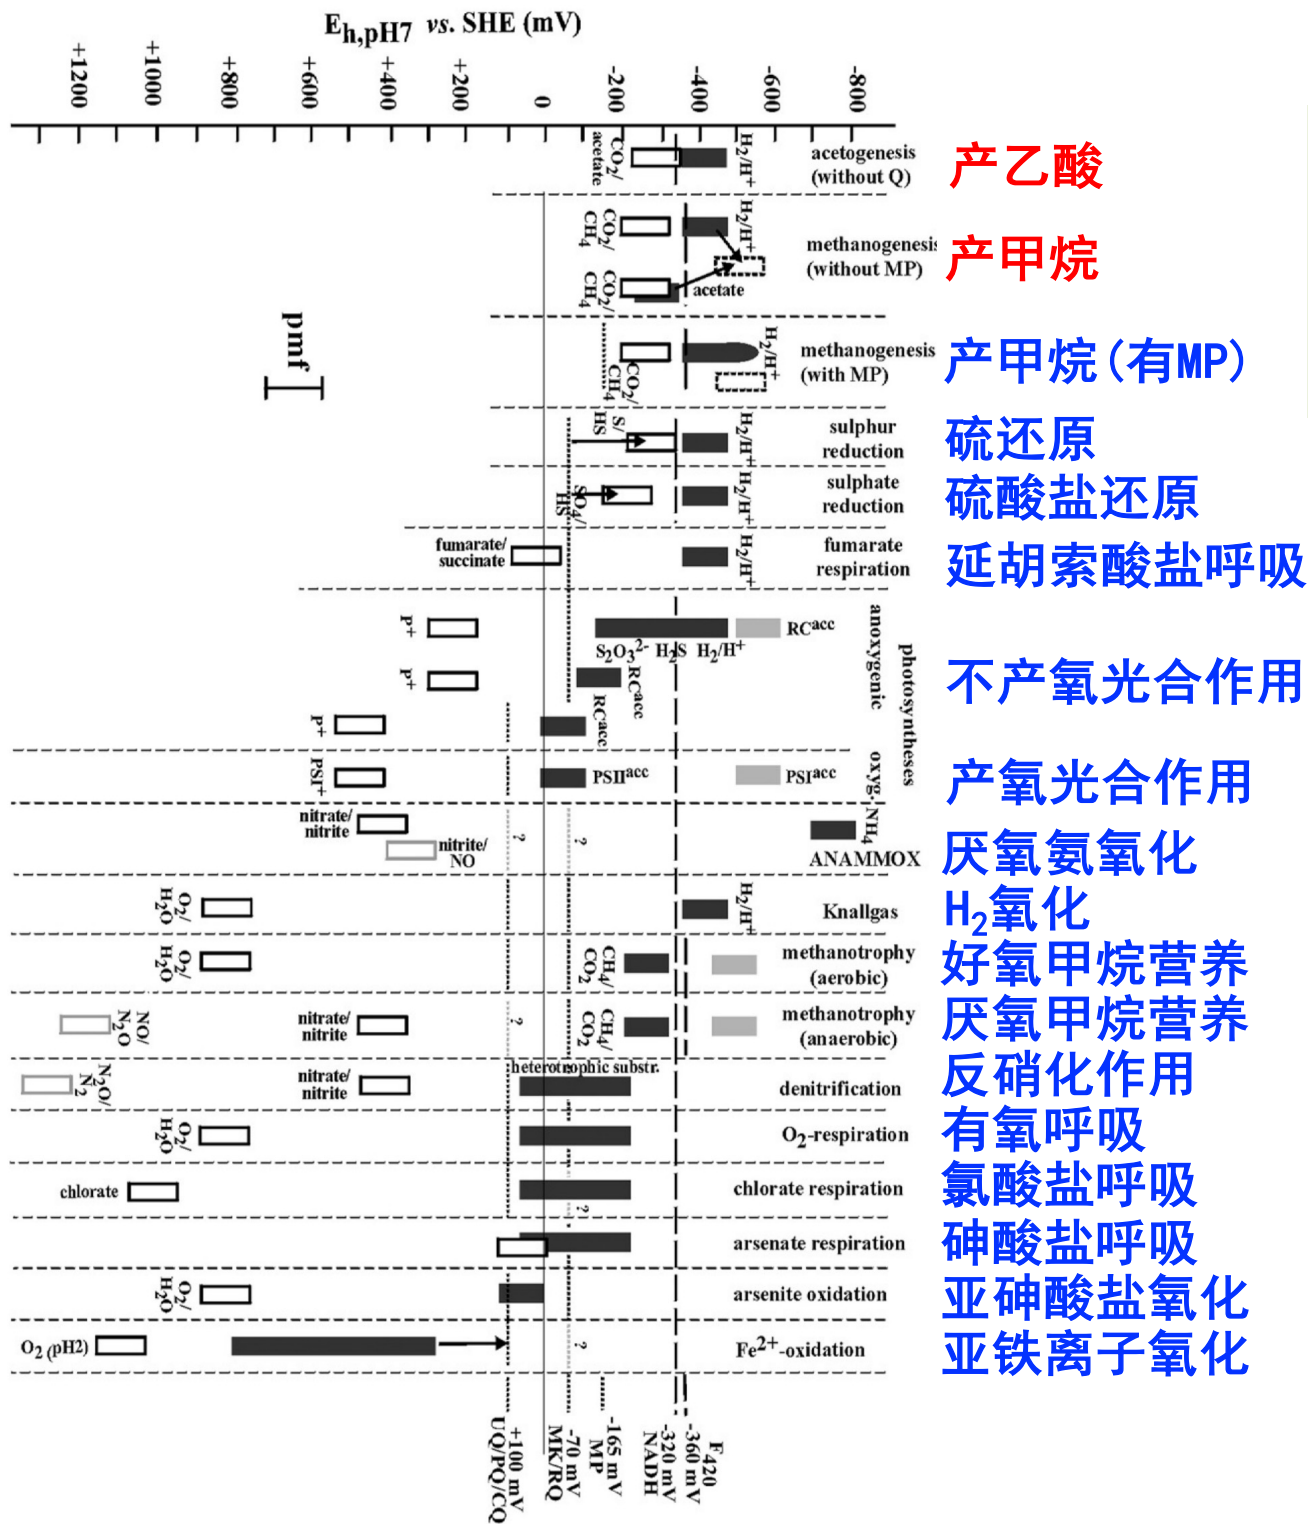 E_h,pH7 vs. SHE (mV)
+1200 +1000 +800 +600 +400 +200 0 -200 -400 -600 -800
CO2/
acetate
H2/H+
acetogenesis
(without Q)
产乙酸
CO2/
CH4
H2/H+
methanogenesis
(without MP)
产甲烷
CO2/
CH4
acetate
pmf
CO2/
CH4
H2/H+
methanogenesis
(with MP)
产甲烷(有MP)
S/
HS
H2/H+
sulphur
reduction
硫还原
SO4/
HS
H2/H+
sulphate
reduction
硫酸盐还原
fumarate/
succinate
H2/H+
fumarate
respiration
延胡索酸盐呼吸
P+
RCacc
S2O3²⁻ H2S H2/H+
P+
RCacc
P+
RCacc
anoxygenic
photosyntheses
不产氧光合作用
PSI+
PSIIacc
PSIacc
oxyg.
产氧光合作用
nitrate/
nitrite
nitrite/
NO
?
?
NH4
ANAMMOX
厌氧氨氧化
O2/
H2O
H2/H+
Knallgas
H2氧化
O2/
H2O
CH4/
CO2
methanotrophy
(aerobic)
好氧甲烷营养
NO/
N2O
nitrate/
nitrite
?
CH4/
CO2
methanotrophy
(anaerobic)
厌氧甲烷营养
N2O/
N2
nitrate/
nitrite
heterotrophic substr.
denitrification
反硝化作用
O2/
H2O
O2-respiration
有氧呼吸
chlorate
?
chlorate respiration
氯酸盐呼吸
arsenate respiration
砷酸盐呼吸
O2/
H2O
arsenite oxidation
亚砷酸盐氧化
O2 (pH2)
?
Fe2+-oxidation
亚铁离子氧化
+100 mV
UQ/PQ/CQ
-70 mV
MK/RQ
-165 mV
MP
-320 mV
NADH
F420
-360 mV